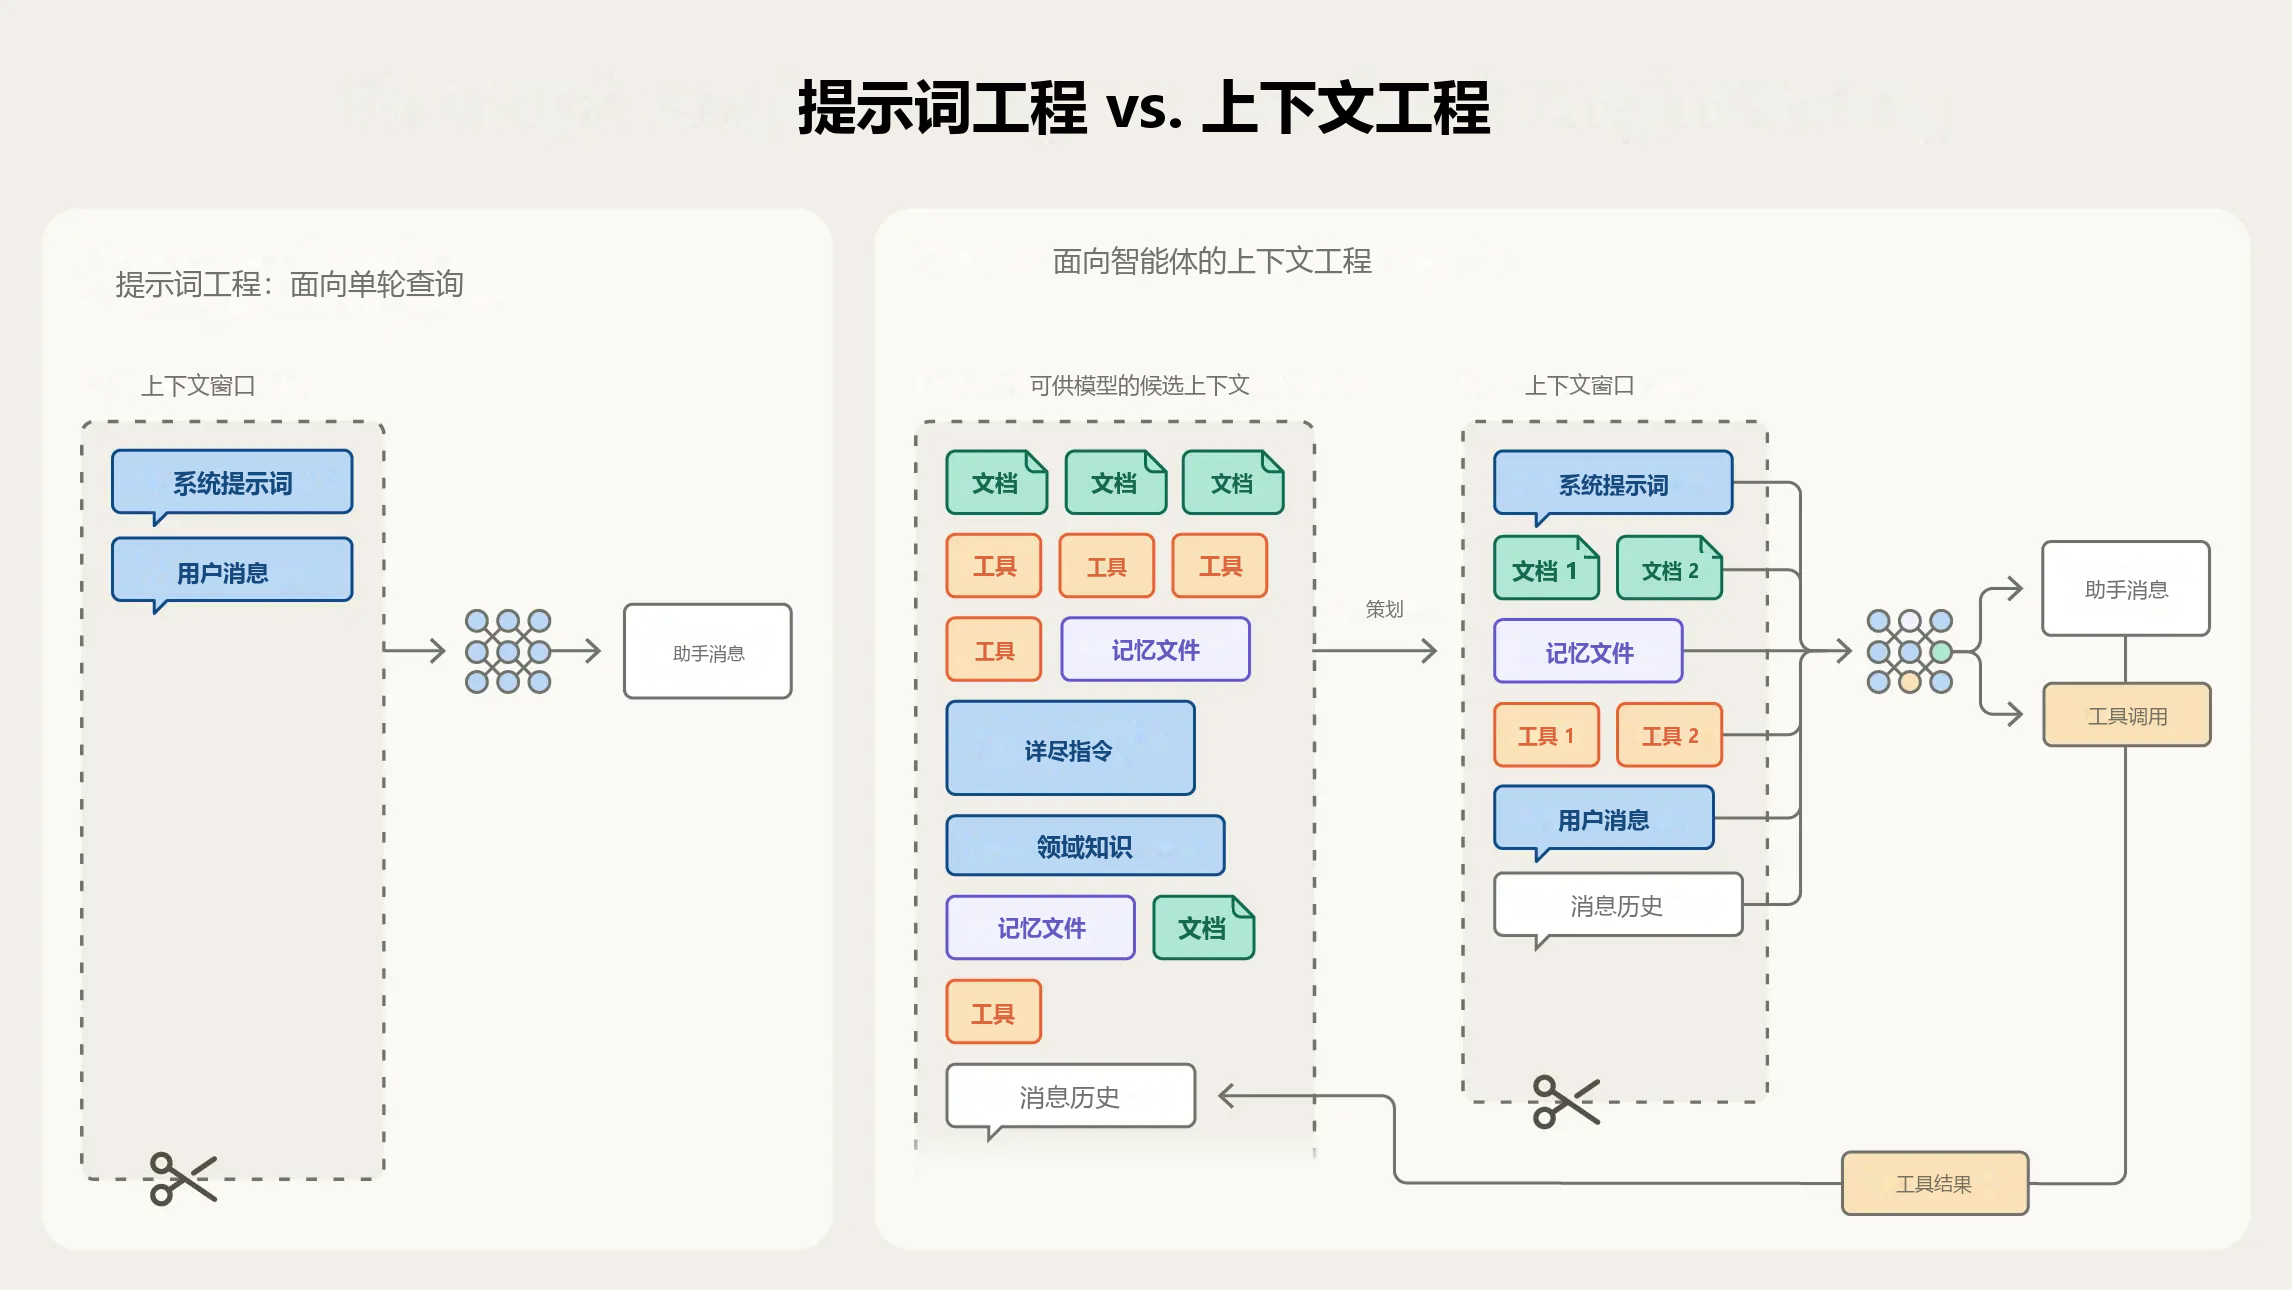 提示词工程 vs. 上下文工程
提示词工程：面向单轮查询
上下文窗口
系统提示词
用户消息
助手消息
面向智能体的上下文工程
可供模型的候选上下文
文档 文档 文档
工具 工具 工具
工具 记忆文件
详尽指令
领域知识
记忆文件 文档
工具
消息历史
策划
上下文窗口
系统提示词
文档 1 文档 2
记忆文件
工具 1 工具 2
用户消息
消息历史
助手消息
工具调用
工具结果